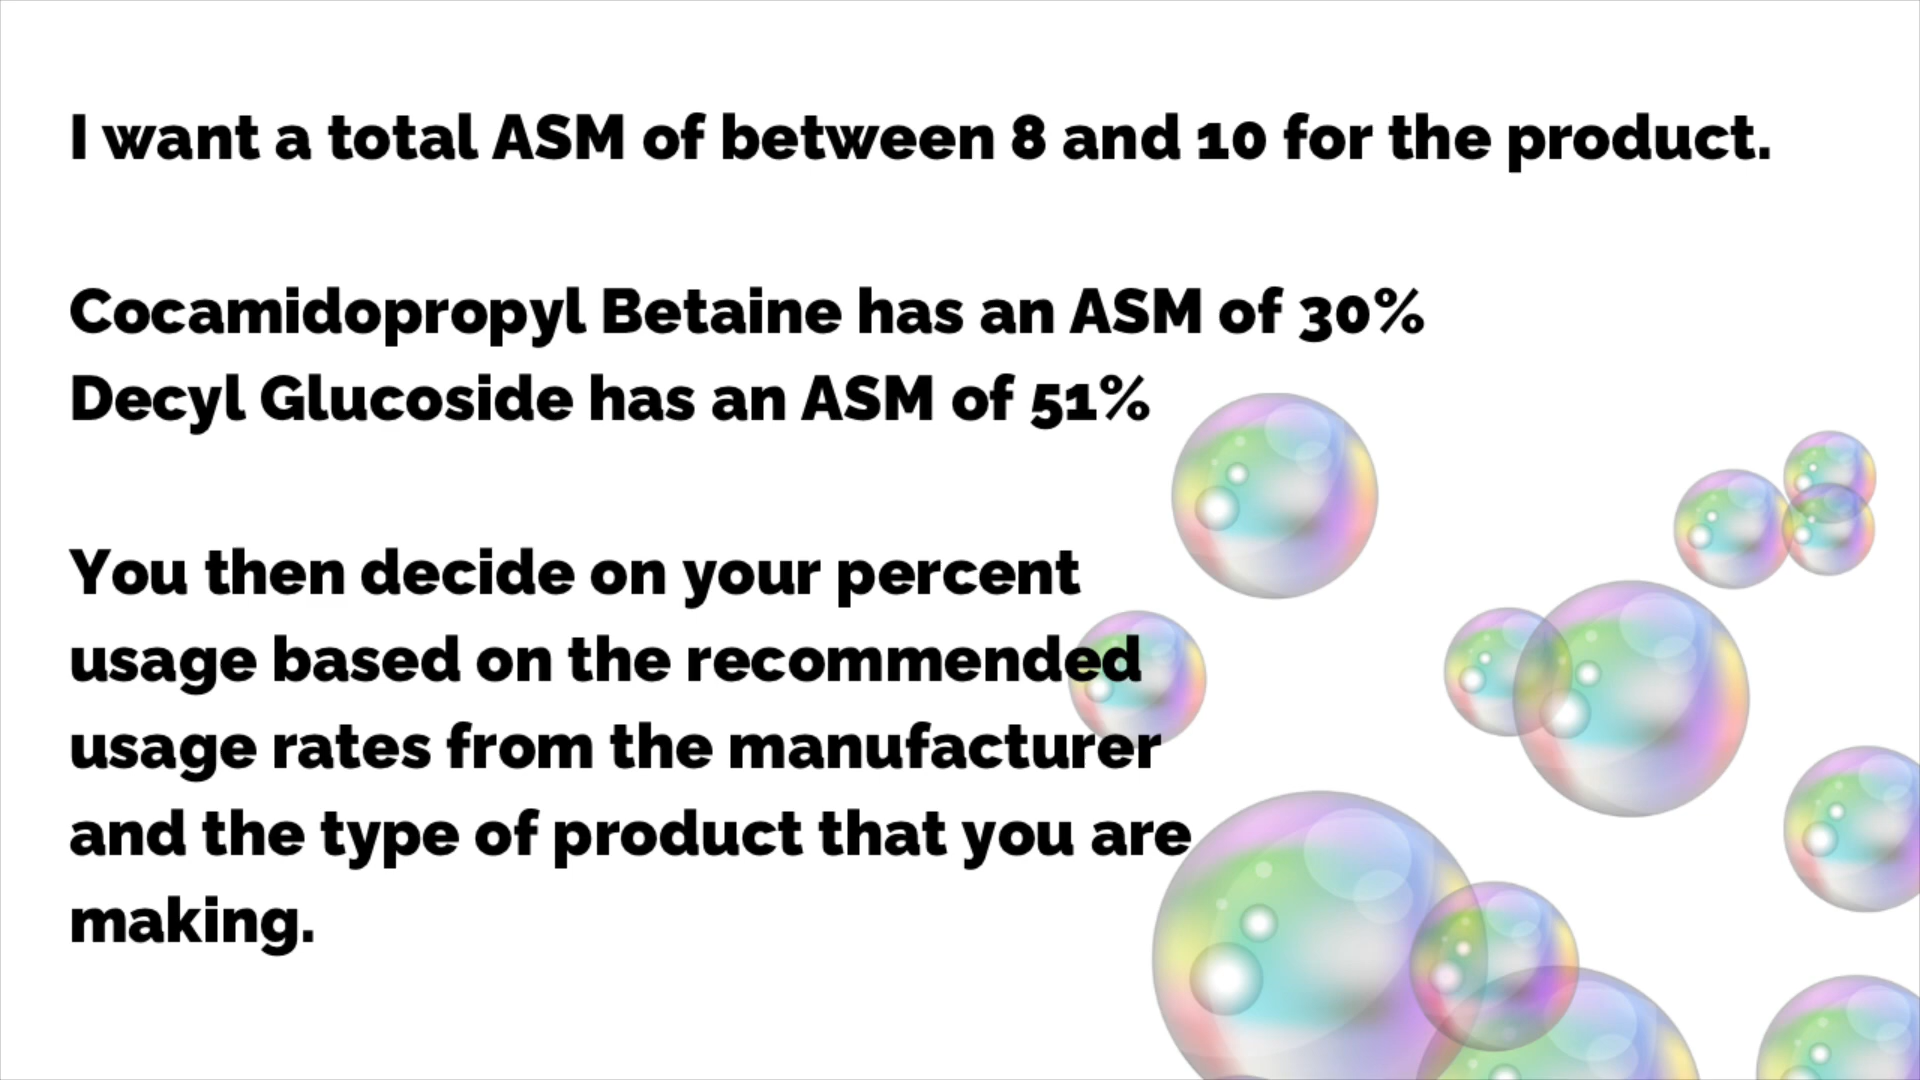 I want a total ASM of between 8 and 10 for the product.
Cocamidopropyl Betaine has an ASM of 30%
Decyl Glucoside has an ASM of 51%
You then decide on your percent
usage based on the recommended
usage rates from the manufacturer
and the type of product that you are
making.